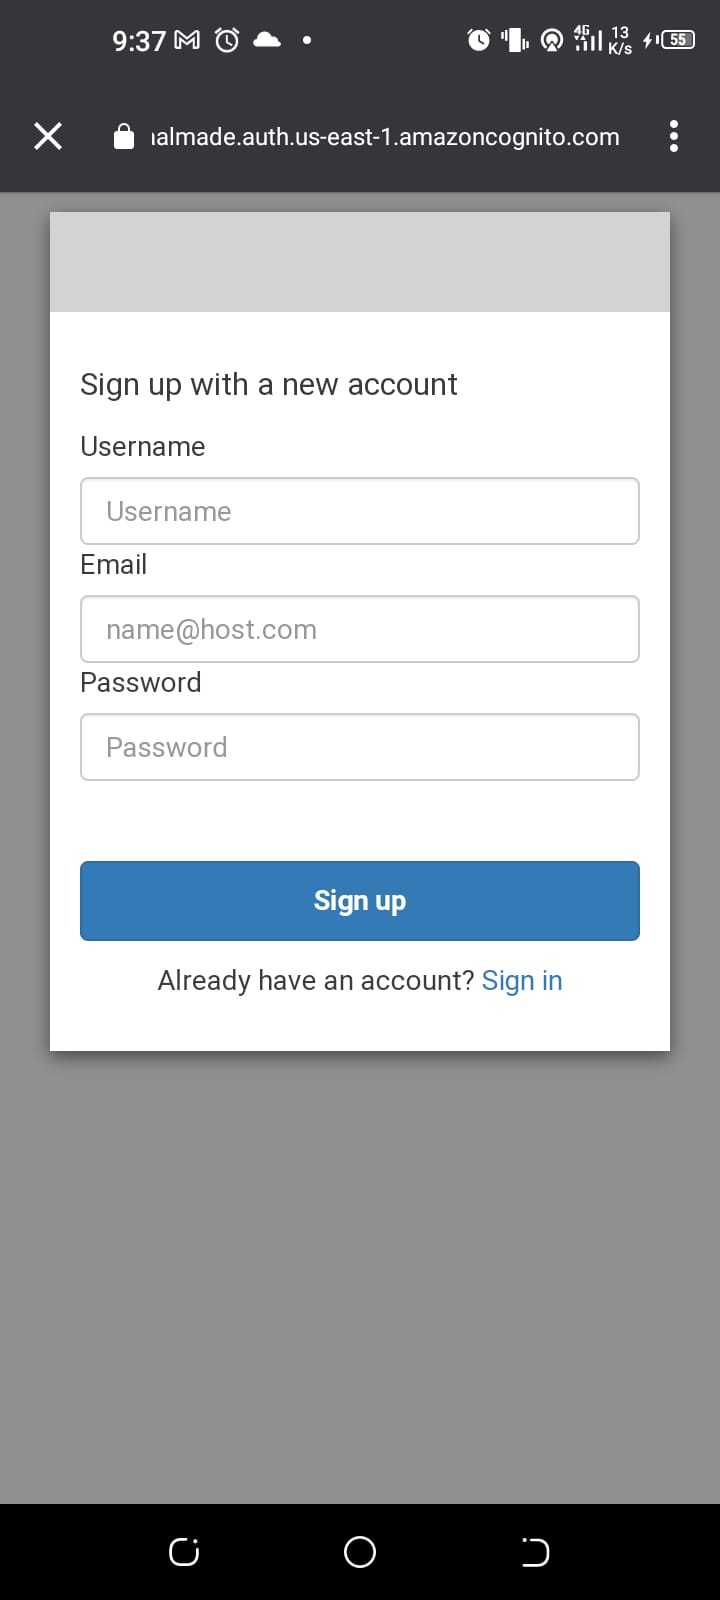 9:37 4G 13 K/s 55
almade.auth.us-east-1.amazoncognito.com
Sign up with a new account
Username
Username
Email
name@host.com
Password
Password
Sign up
Already have an account? Sign in